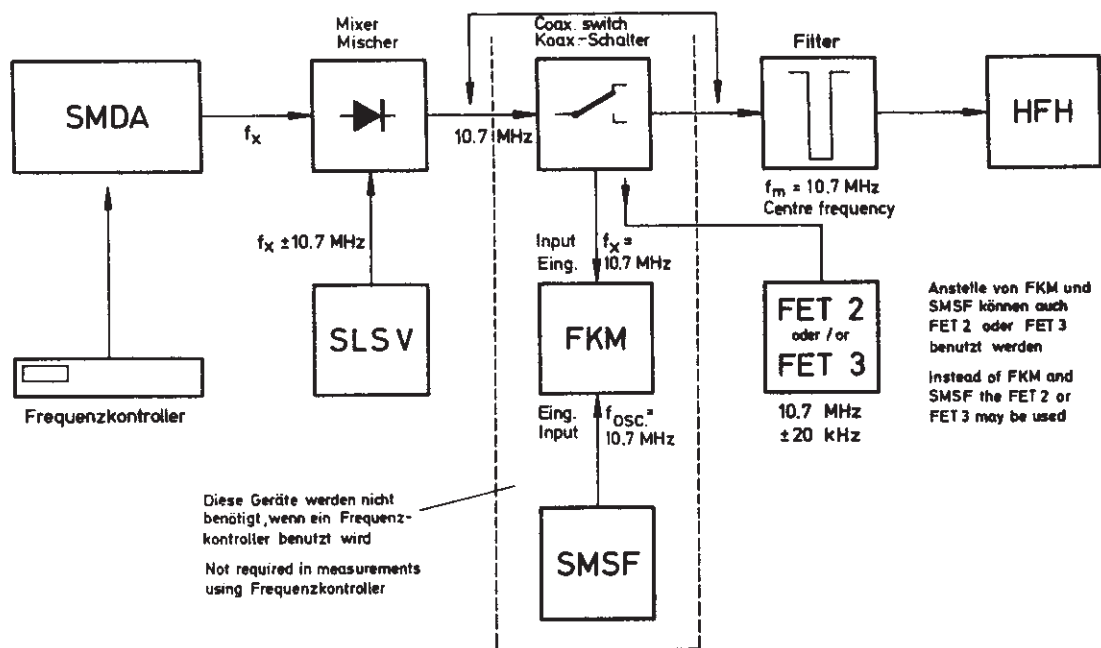 Mixer
Mischer
Coax. switch
Koax.-Schalter
Filter
SMDA
fx
10.7 MHz
HFH
fm = 10.7 MHz
Centre frequency
fx ±10.7 MHz
Input
Eing.
fx =
10.7 MHz
SLSV
FKM
FET 2
oder / or
FET 3
Anstelle von FKM und
SMSF können auch
FET 2 oder FET 3
benutzt werden
Instead of FKM and
SMSF the FET 2 or
FET 3 may be used
Frequenzkontroller
Eing.
Input
fOSC.=
10.7 MHz
10.7 MHz
±20 kHz
Diese Geräte werden nicht
benötigt, wenn ein Frequenz-
kontroller benutzt wird
Not required in measurements
using Frequenzkontroller
SMSF